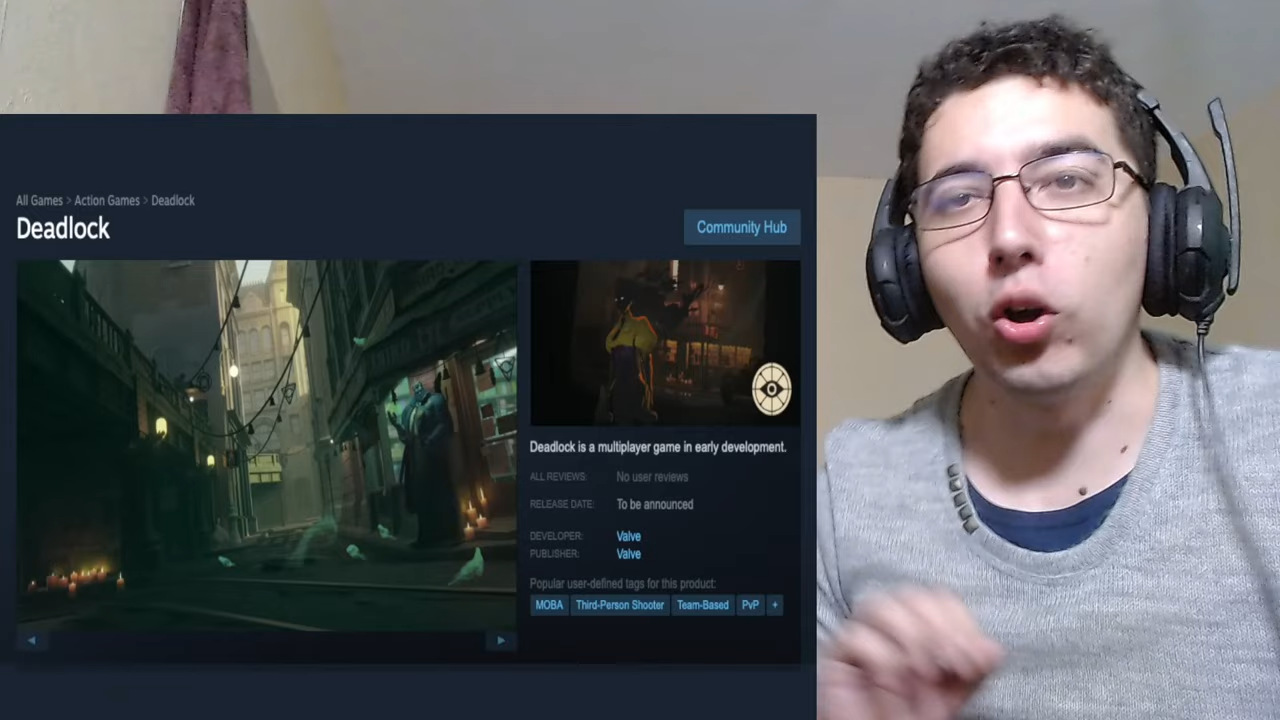 All Games > Action Games > Deadlock
Deadlock
Community Hub
Deadlock is a multiplayer game in early development.
ALL REVIEWS: No user reviews
RELEASE DATE: To be announced
DEVELOPER: Valve
PUBLISHER: Valve
Popular user-defined tags for this product:
MOBA Third-Person Shooter Team-Based PvP +